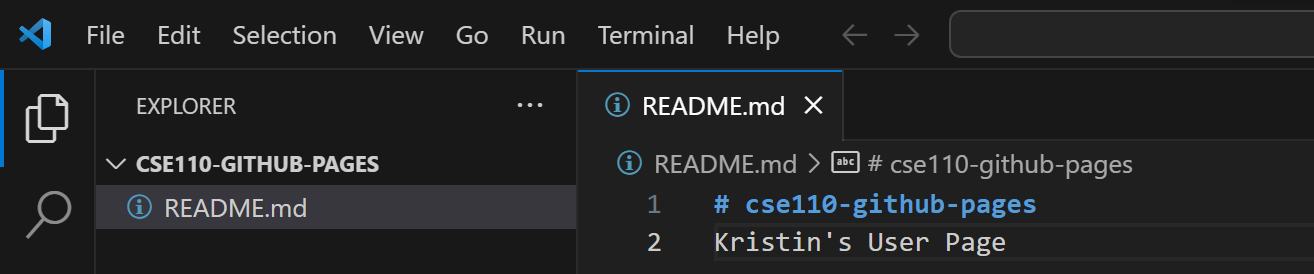 File Edit Selection View Go Run Terminal Help
EXPLORER ...
README.md
CSE110-GITHUB-PAGES
README.md
README.md > abc # cse110-github-pages
1 # cse110-github-pages
2 Kristin's User Page